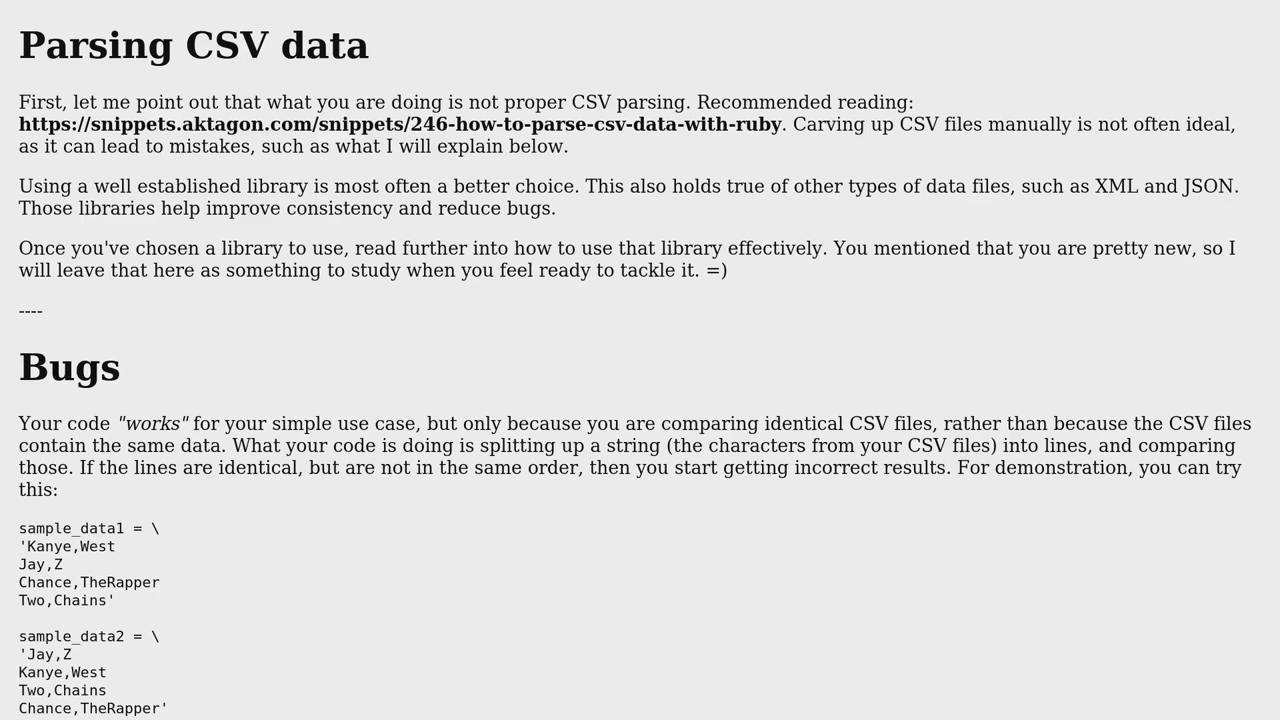 Parsing CSV data
First, let me point out that what you are doing is not proper CSV parsing. Recommended reading:
https://snippets.aktagon.com/snippets/246-how-to-parse-csv-data-with-ruby. Carving up CSV files manually is not often ideal,
as it can lead to mistakes, such as what I will explain below.
Using a well established library is most often a better choice. This also holds true of other types of data files, such as XML and JSON.
Those libraries help improve consistency and reduce bugs.
Once you've chosen a library to use, read further into how to use that library effectively. You mentioned that you are pretty new, so I
will leave that here as something to study when you feel ready to tackle it. =)
----
Bugs
Your code "works" for your simple use case, but only because you are comparing identical CSV files, rather than because the CSV files
contain the same data. What your code is doing is splitting up a string (the characters from your CSV files) into lines, and comparing
those. If the lines are identical, but are not in the same order, then you start getting incorrect results. For demonstration, you can try
this:
sample_data1 = \
'Kanye,West
Jay,Z
Chance,TheRapper
Two,Chains'
sample_data2 = \
'Jay,Z
Kanye,West
Two,Chains
Chance,TheRapper'